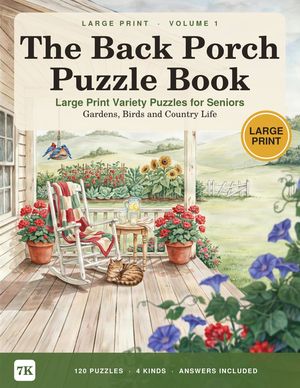 LARGE PRINT · VOLUME 1
The Back Porch
Puzzle Book
Large Print Variety Puzzles for Seniors
Gardens, Birds and Country Life
LARGE
PRINT
7K
120 PUZZLES · 4 KINDS · ANSWERS INCLUDED